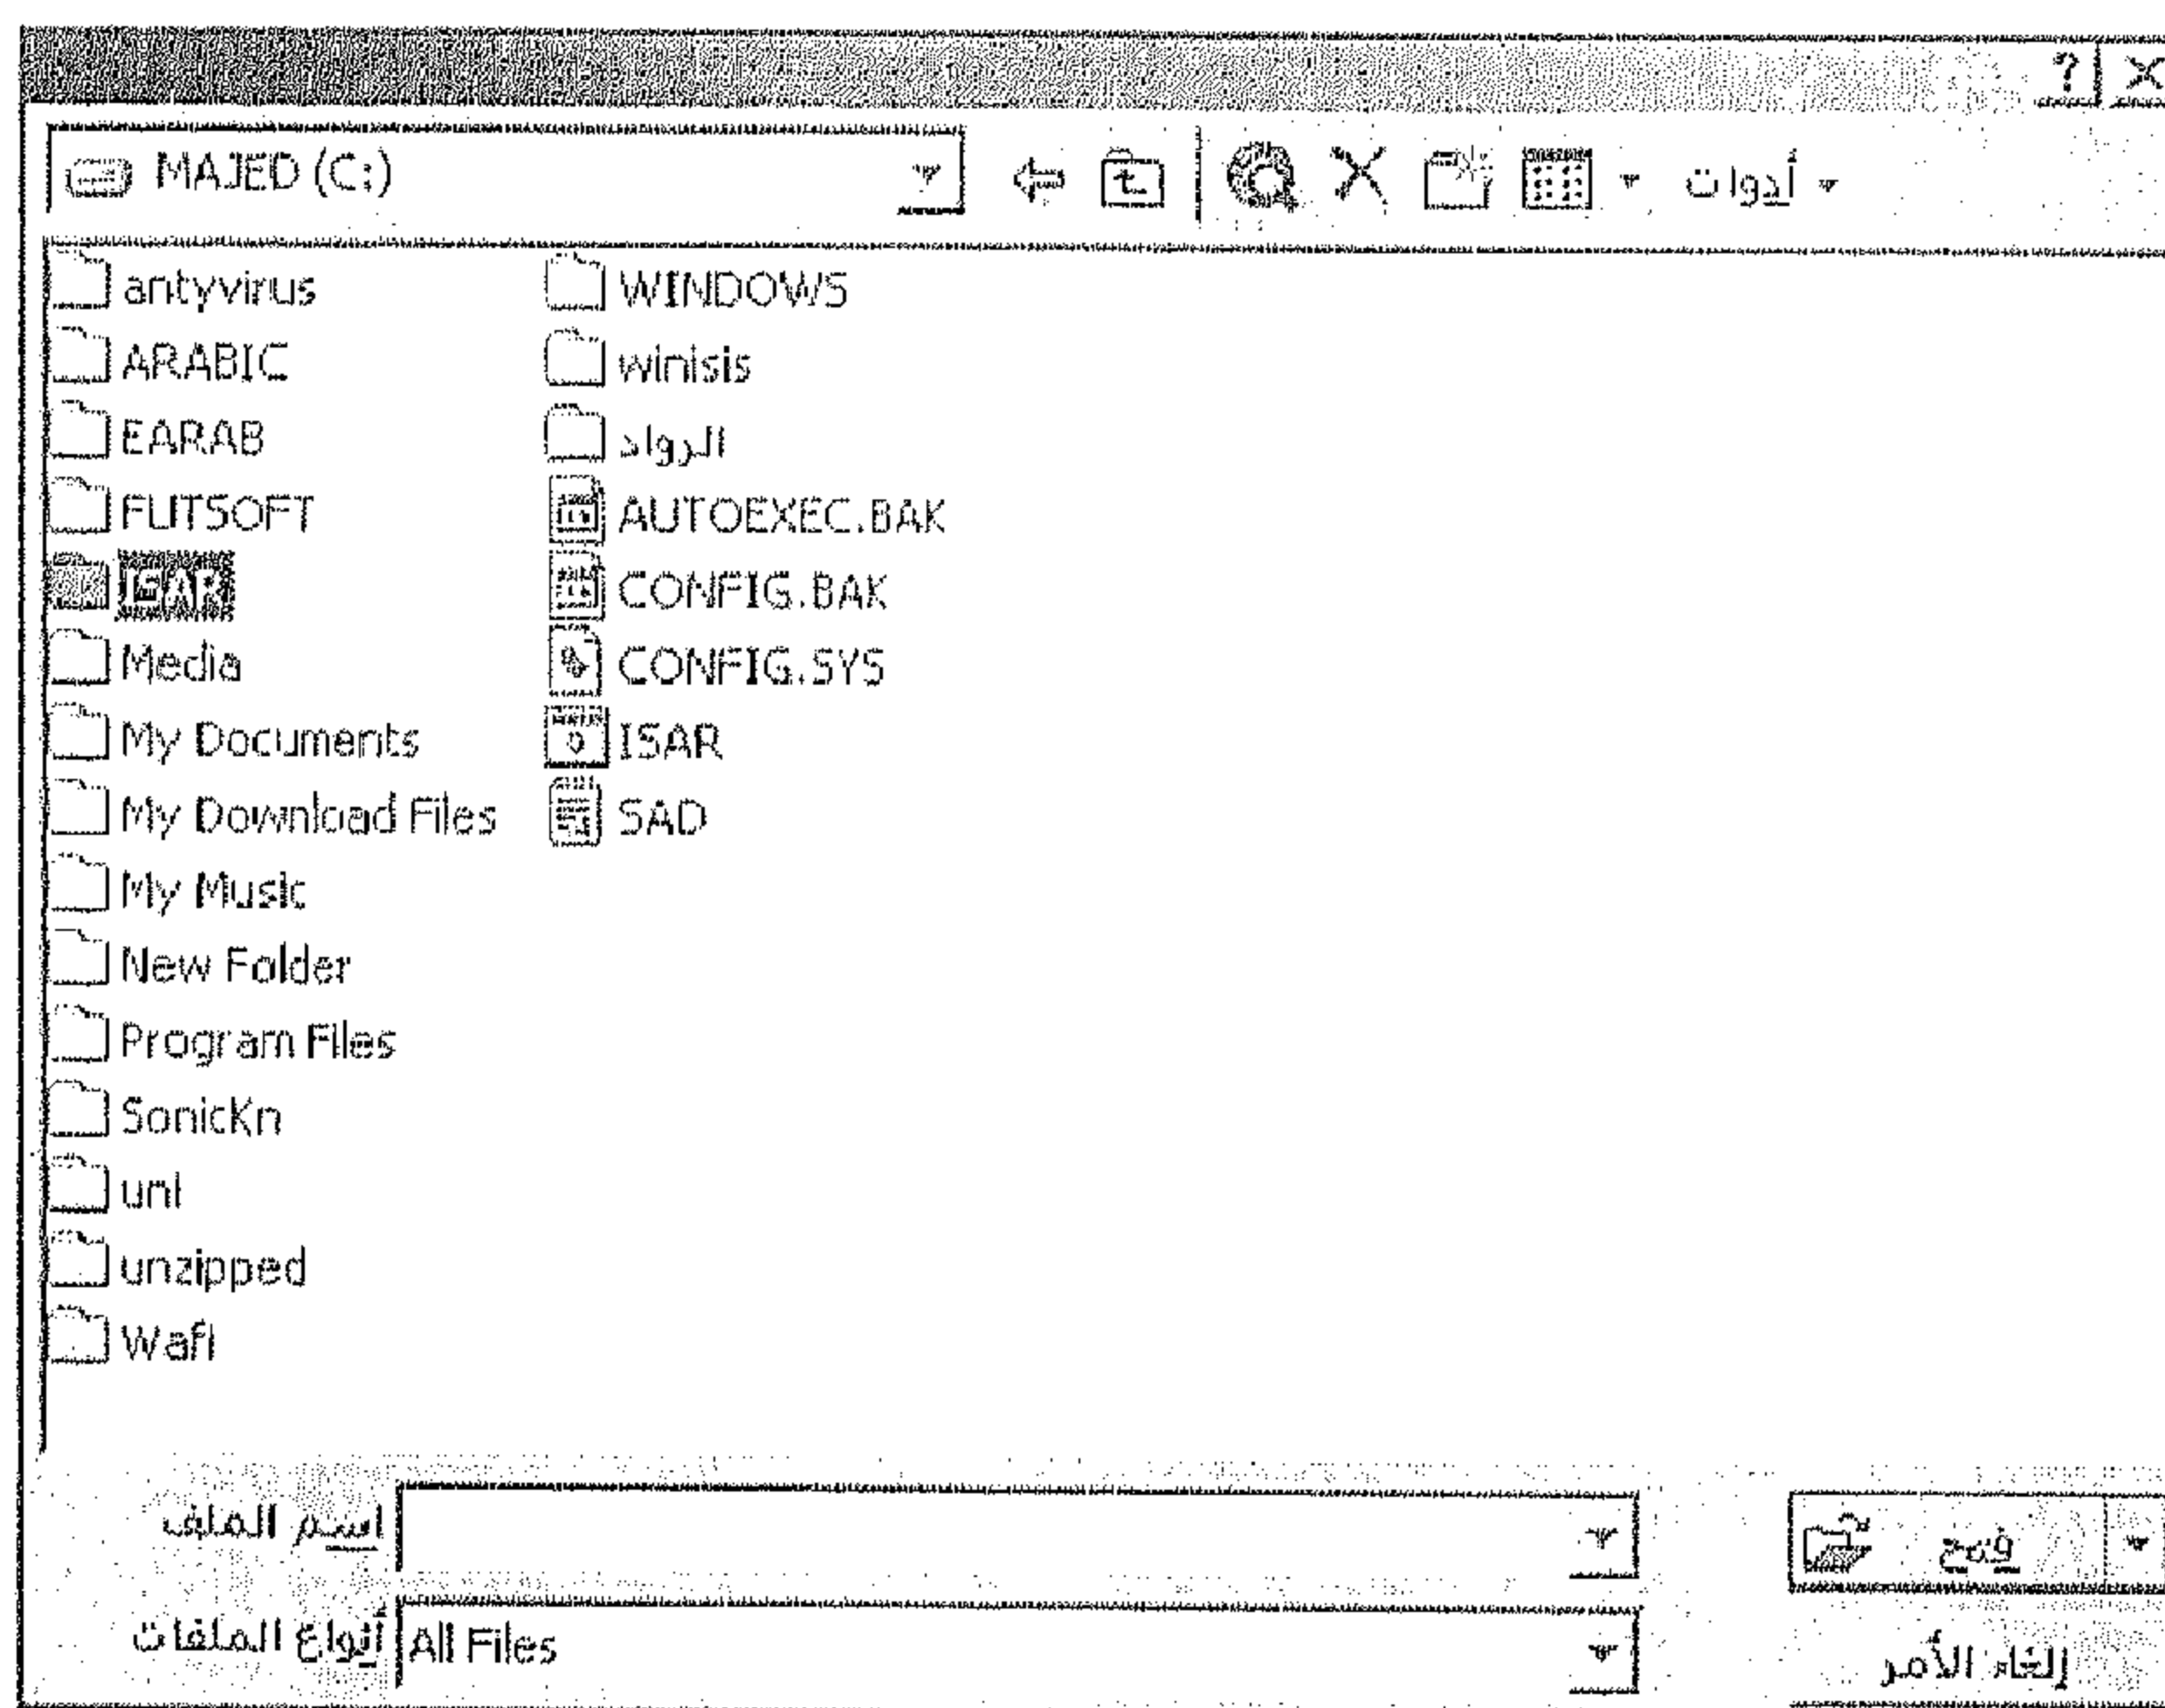 MAJED (C:)
أدوات
antyvirus
ARABIC
EARAB
FUTSOFT
ISAR
Media
My Documents
My Download Files
My Music
New Folder
Program Files
SonicKn
uni
unzipped
Wafi
WINDOWS
winisis
الرواد
AUTOEXEC.BAK
CONFIG.BAK
CONFIG.SYS
ISAR
SAD
اسم الملف
فتح
أنواع الملفات All Files
إلغاء الأمر